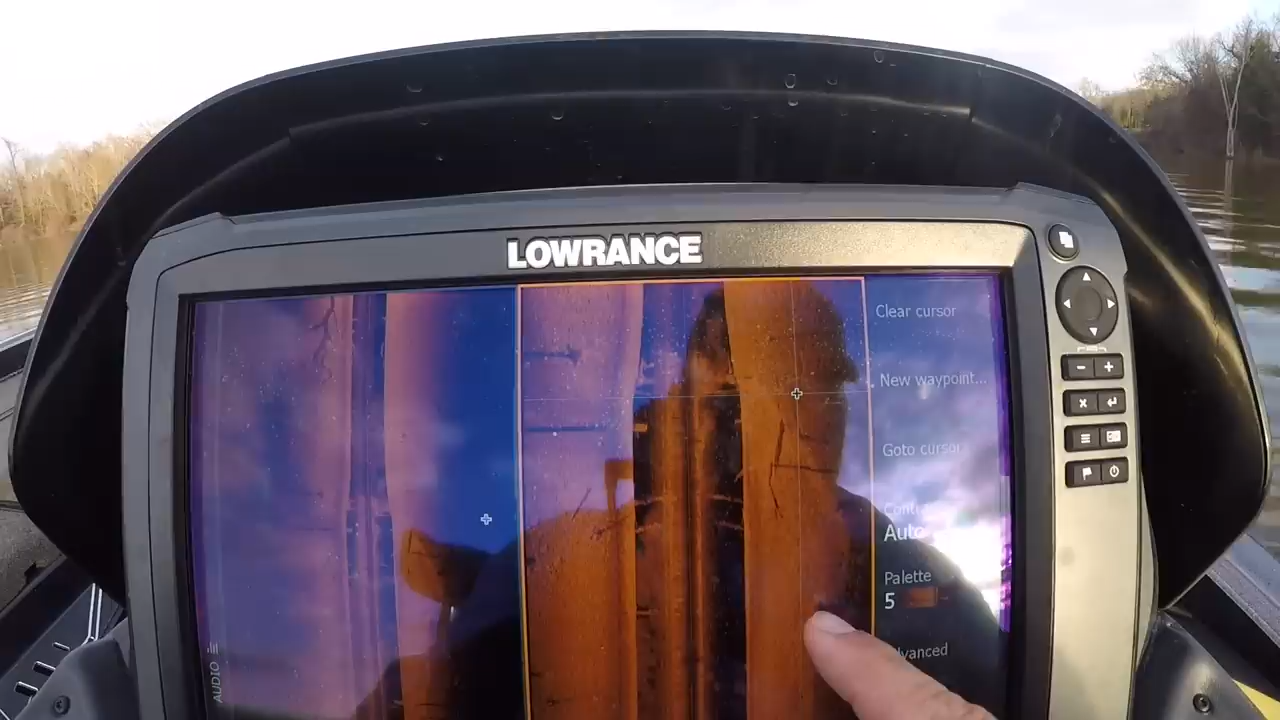 LOWRANCE
Clear cursor
New waypoint...
Goto cursor
Auto
Palette
5
AUDIO